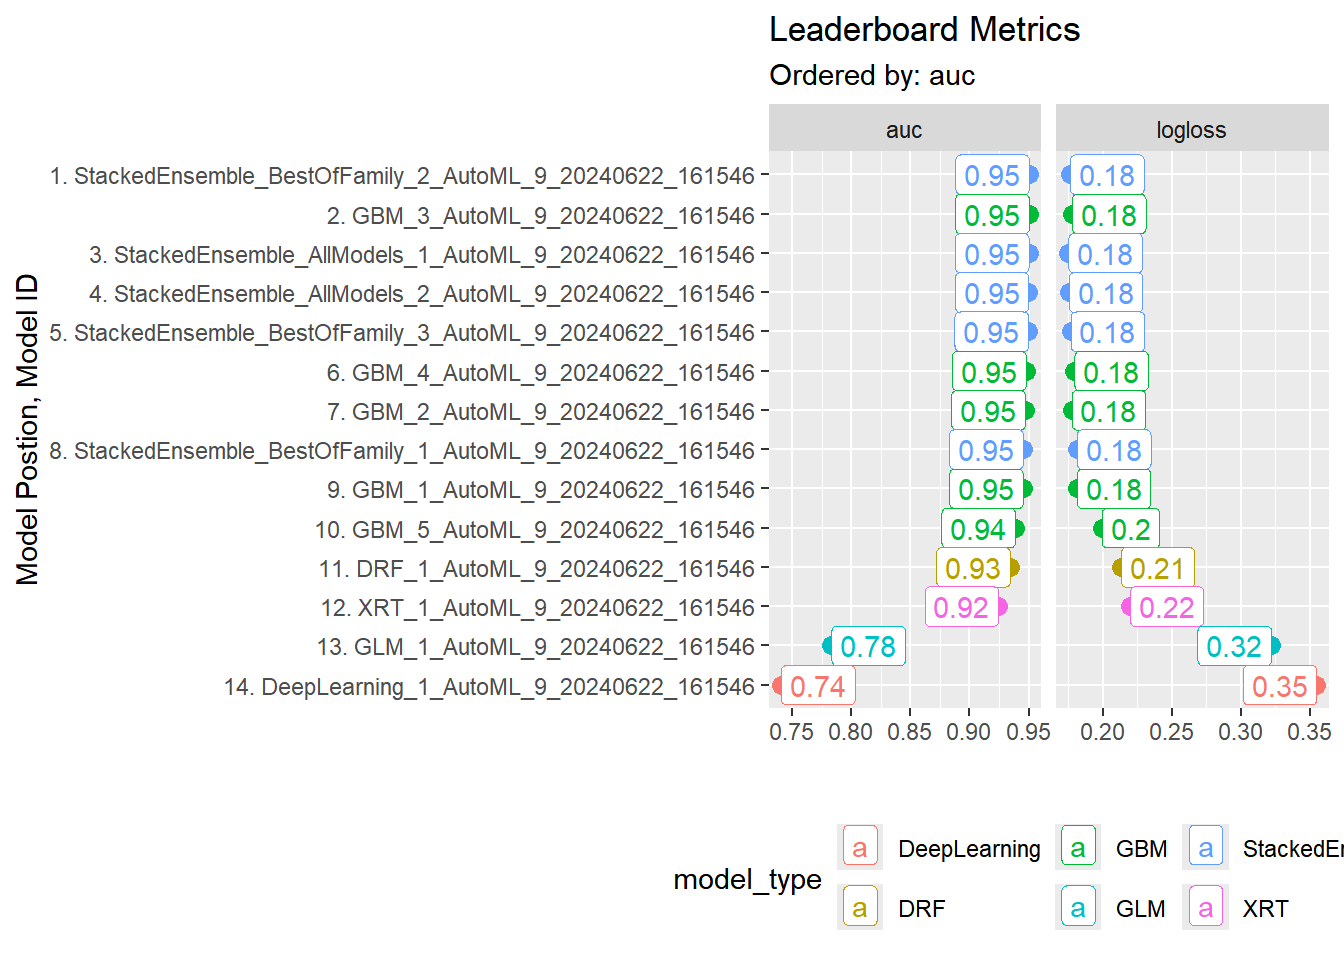 Leaderboard Metrics
Ordered by: auc
auc logloss
Model Postion, Model ID
1. StackedEnsemble_BestOfFamily_2_AutoML_9_20240622_161546 0.95 0.18
2. GBM_3_AutoML_9_20240622_161546 0.95 0.18
3. StackedEnsemble_AllModels_1_AutoML_9_20240622_161546 0.95 0.18
4. StackedEnsemble_AllModels_2_AutoML_9_20240622_161546 0.95 0.18
5. StackedEnsemble_BestOfFamily_3_AutoML_9_20240622_161546 0.95 0.18
6. GBM_4_AutoML_9_20240622_161546 0.95 0.18
7. GBM_2_AutoML_9_20240622_161546 0.95 0.18
8. StackedEnsemble_BestOfFamily_1_AutoML_9_20240622_161546 0.95 0.18
9. GBM_1_AutoML_9_20240622_161546 0.95 0.18
10. GBM_5_AutoML_9_20240622_161546 0.94 0.2
11. DRF_1_AutoML_9_20240622_161546 0.93 0.21
12. XRT_1_AutoML_9_20240622_161546 0.92 0.22
13. GLM_1_AutoML_9_20240622_161546 0.78 0.32
14. DeepLearning_1_AutoML_9_20240622_161546 0.74 0.35
0.75 0.80 0.85 0.90 0.95 0.20 0.25 0.30 0.35
model_type
a DeepLearning a GBM a StackedEn
a DRF a GLM a XRT